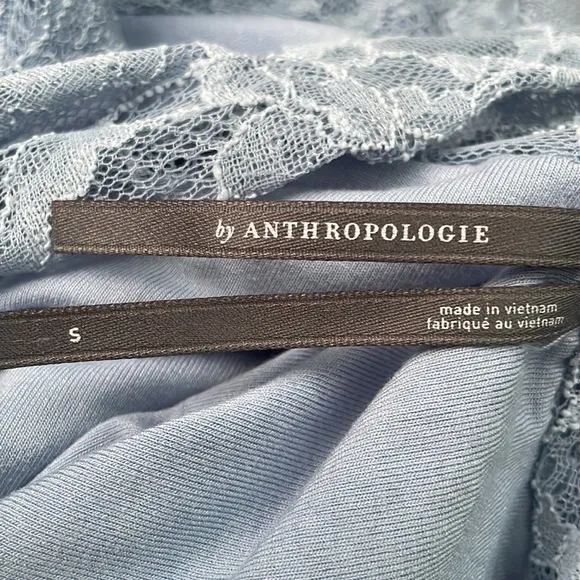 by ANTHROPOLOGIE
S
made in vietnam
fabriqué au vietnam